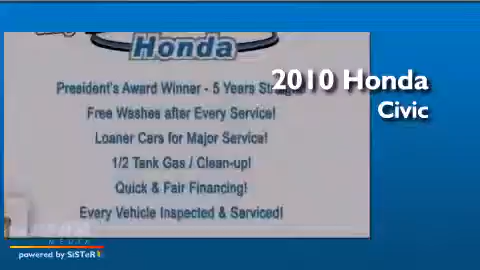 Honda
President's Award Winner - 5 Years
2010 Honda
Civic
Free Washes after Every Service!
Loaner Cars for Major Service!
1/2 Tank Gas / Clean-up!
Quick & Fair Financing!
Every Vehicle Inspected & Serviced!
MEDIA
powered by SiSTeR